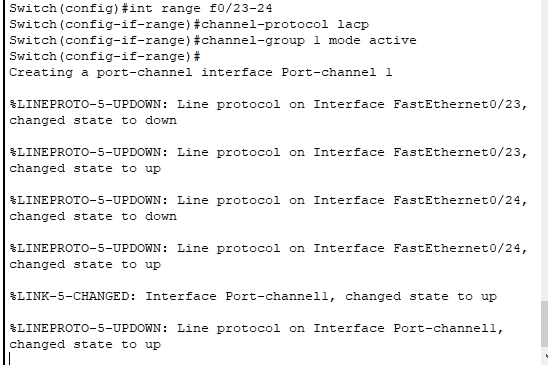 Switch(config)#int range f0/23-24
Switch(config-if-range)#channel-protocol lacp
Switch(config-if-range)#channel-group 1 mode active
Switch(config-if-range)#
Creating a port-channel interface Port-channel 1
%LINEPROTO-5-UPDOWN: Line protocol on Interface FastEthernet0/23,
changed state to down
%LINEPROTO-5-UPDOWN: Line protocol on Interface FastEthernet0/23,
changed state to up
%LINEPROTO-5-UPDOWN: Line protocol on Interface FastEthernet0/24,
changed state to down
%LINEPROTO-5-UPDOWN: Line protocol on Interface FastEthernet0/24,
changed state to up
%LINK-5-CHANGED: Interface Port-channel1, changed state to up
%LINEPROTO-5-UPDOWN: Line protocol on Interface Port-channel1,
changed state to up